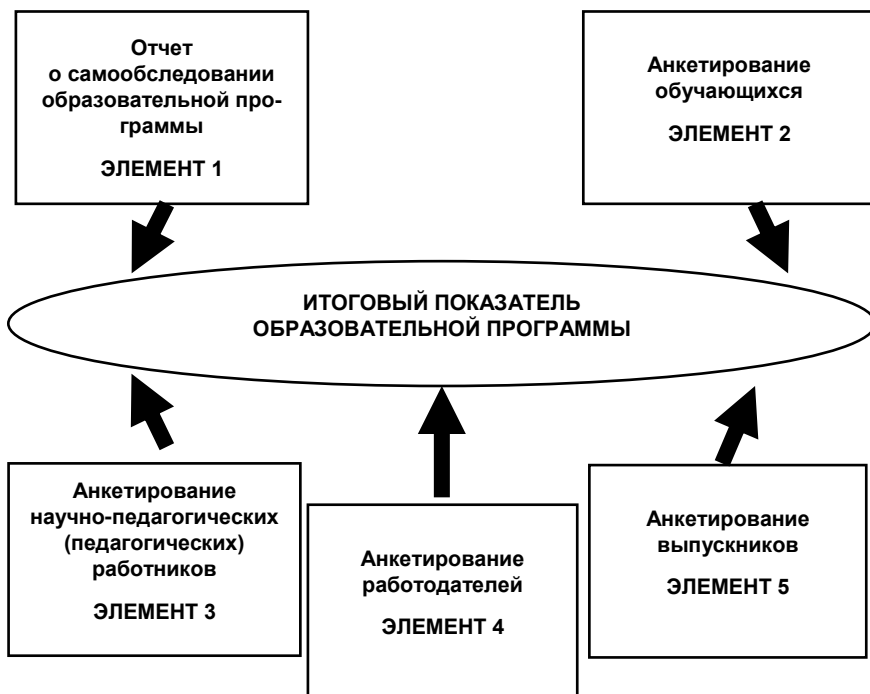 Отчет
о самообследовании
образовательной про-
граммы
ЭЛЕМЕНТ 1
Анкетирование
обучающихся
ЭЛЕМЕНТ 2
ИТОГОВЫЙ ПОКАЗАТЕЛЬ
ОБРАЗОВАТЕЛЬНОЙ ПРОГРАММЫ
Анкетирование
научно-педагогических
(педагогических)
работников
ЭЛЕМЕНТ 3
Анкетирование
работодателей
ЭЛЕМЕНТ 4
Анкетирование
выпускников
ЭЛЕМЕНТ 5